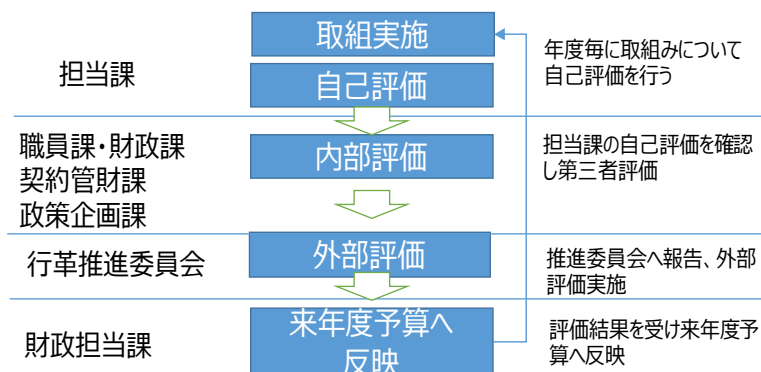 取組実施
年度毎に取組みについて
自己評価を行う
担当課
自己評価
職員課・財政課
契約管財課
政策企画課
内部評価
担当課の自己評価を確認
し第三者評価
行革推進委員会
外部評価
推進委員会へ報告、外部
評価実施
財政担当課
来年度予算へ
反映
評価結果を受け来年度予
算へ反映